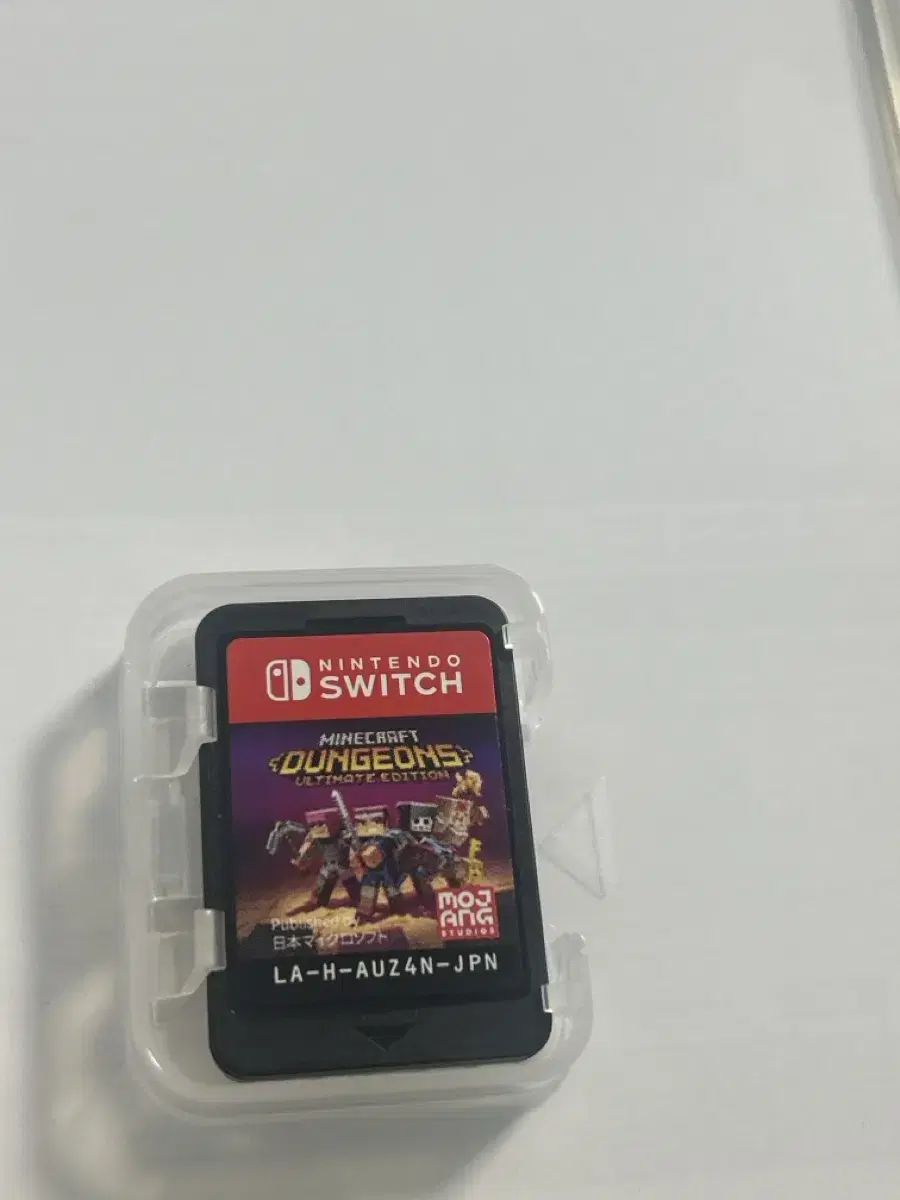 NINTENDO
SWITCH
MINECRAFT
DUNGEONS
ULTIMATE EDITION
Published by
日本マイクロソフト
MOJ
ANG
STUDIOS
LA-H-AUZ4N-JPN